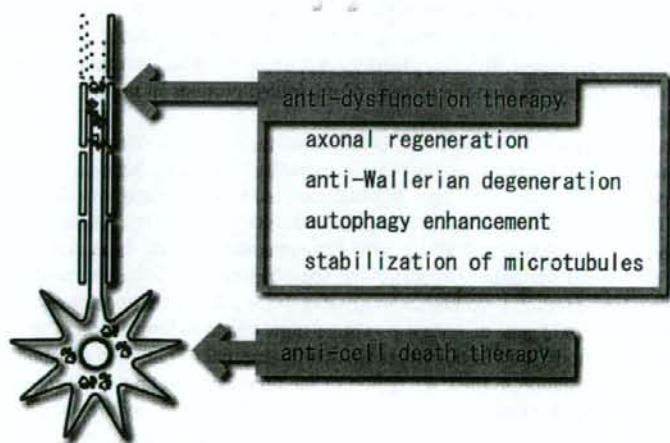 anti-dysfunction therapy
axonal regeneration
anti-Wallerian degeneration
autophagy enhancement
stabilization of microtubules
anti-cell death therapy